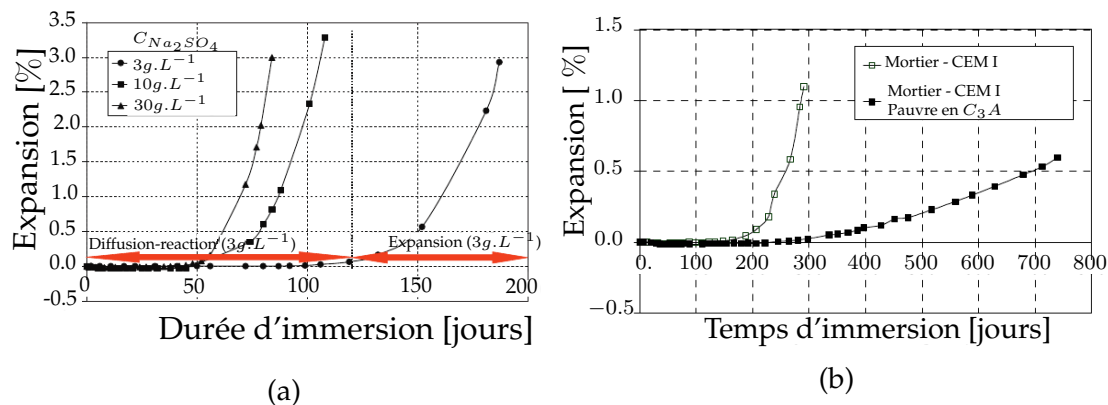 3.5
3.0
2.5
2.0
1.5
1.0
0.5
0.0
-0.5
Expansion [%]
C_{Na_2SO_4}
3g.L^{-1}
10g.L^{-1}
30g.L^{-1}
Diffusion-reaction (3g.L^{-1})
Expansion (3g.L^{-1})
0 50 100 150 200
Durée d'immersion [jours]
(a)
1.5
1.0
0.5
0.0
−0.5
Expansion [ %]
Mortier - CEM I
Mortier - CEM I
Pauvre en C_3A
0. 100 200 300 400 500 600 700 800
Temps d'immersion [jours]
(b)